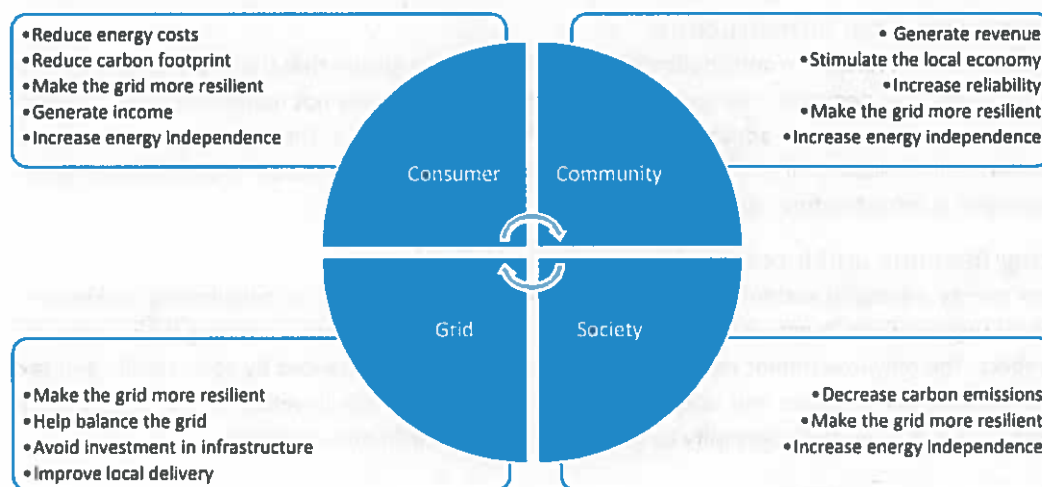 •Reduce energy costs
•Reduce carbon footprint
•Make the grid more resilient
•Generate income
•Increase energy independence
• Generate revenue
•Stimulate the local economy
•Increase reliability
•Make the grid more resilient
•Increase energy independence
Consumer
Community
Grid
Society
•Make the grid more resilient
•Help balance the grid
•Avoid investment in infrastructure
•Improve local delivery
•Decrease carbon emissions
•Make the grid more resilient
•Increase energy independence